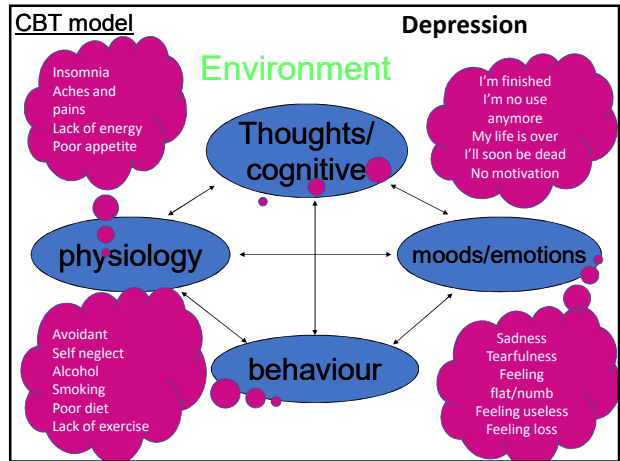 CBT model
Depression
Environment
Insomnia
Aches and
pains
Lack of energy
Poor appetite
I'm finished
I'm no use
anymore
My life is over
I'll soon be dead
No motivation
Thoughts/
cognitive
physiology
moods/emotions
behaviour
Avoidant
Self neglect
Alcohol
Smoking
Poor diet
Lack of exercise
Sadness
Tearfulness
Feeling
flat/numb
Feeling useless
Feeling loss